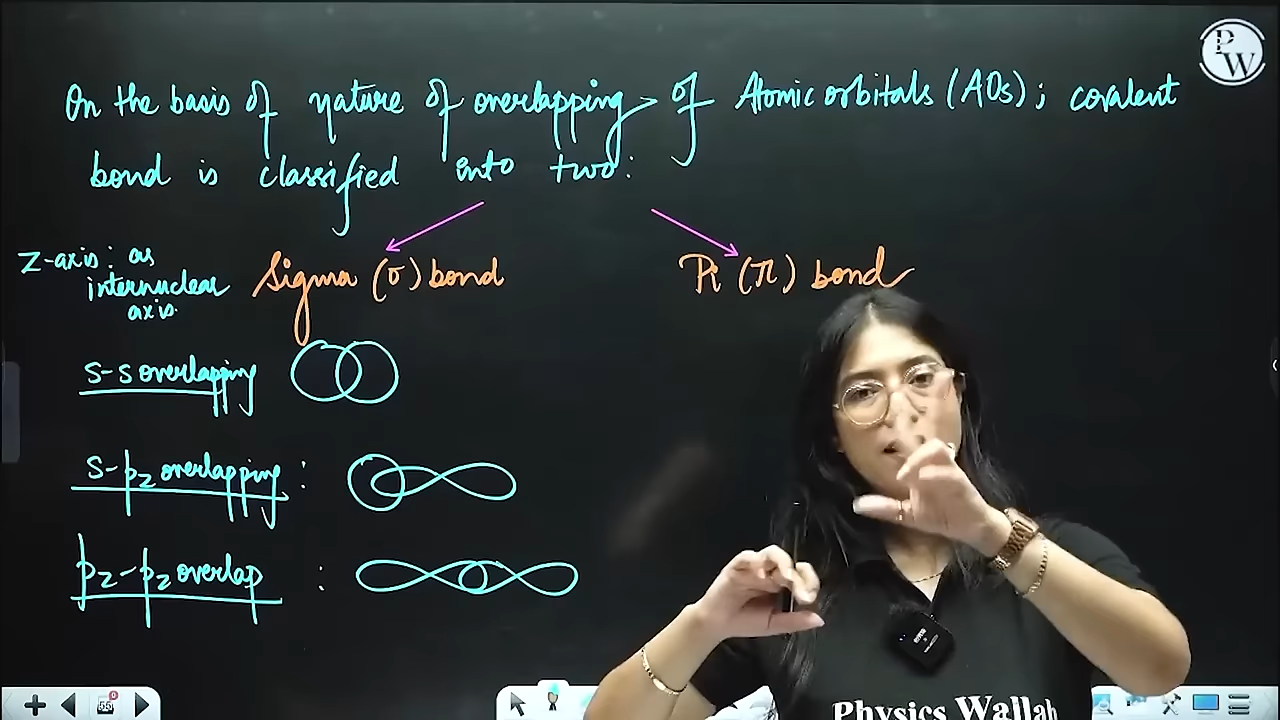 On the basis of nature of overlapping of Atomic orbitals (AOs); covalent
bond is classified into two:
z-axis: as
internuclear
axis.
Sigma (σ) bond
Pi (π) bond
s-s overlapping
s-pz overlapping :
pz-pz overlap :
PW
Physics Wallah